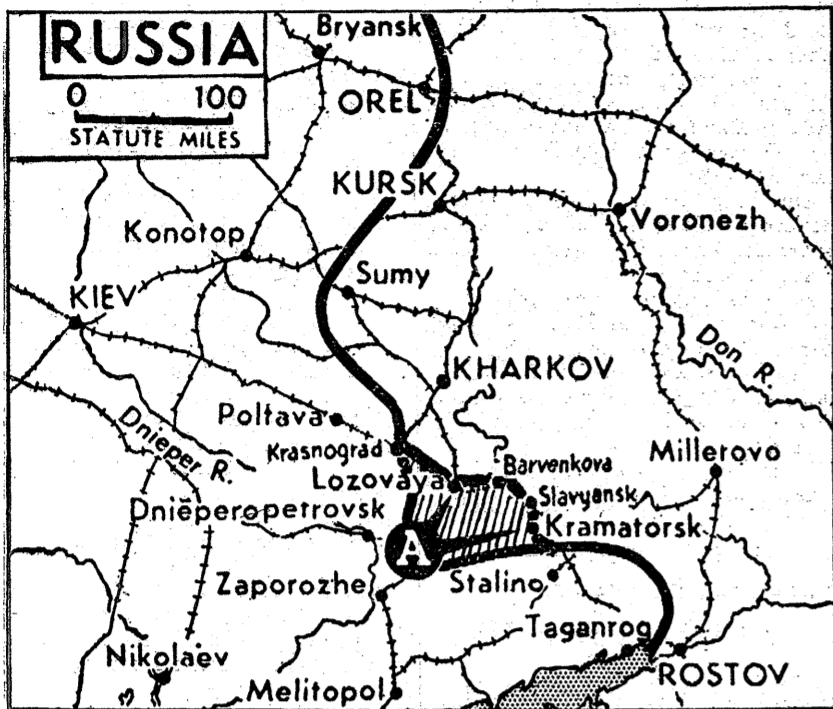 RUSSIA
0 100
STATUTE MILES
Bryansk
OREL
KURSK
Voronezh
Konotop
Sumy
KIEV
Don R.
KHARKOV
Poltava
Dnieper R.
Krasnograd
Millerovo
Barvenkova
Lozovaya
Slavyansk
Dnieperopetrovsk
Kramatorsk
A
Zaporozhe
Stalino
Taganrog
Nikolaev
ROSTOV
Melitopol